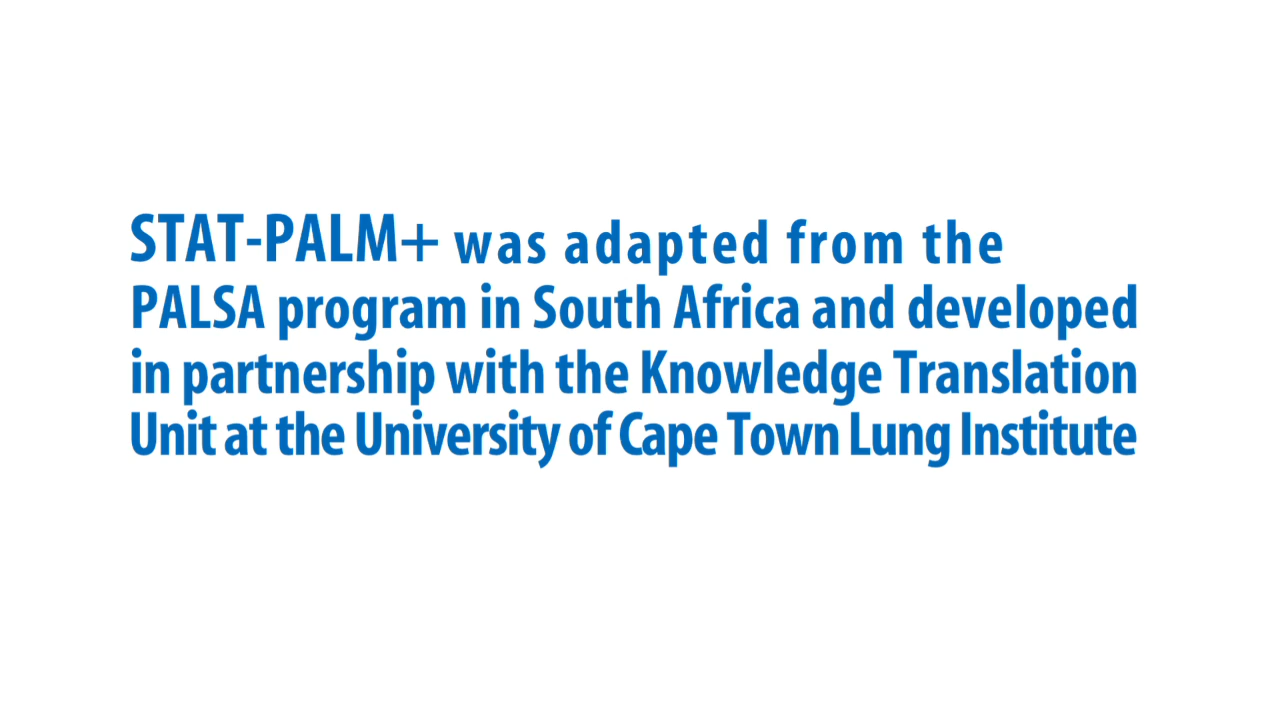 STAT-PALM+ was adapted from the
PALSA program in South Africa and developed
in partnership with the Knowledge Translation
Unit at the University of Cape Town Lung Institute